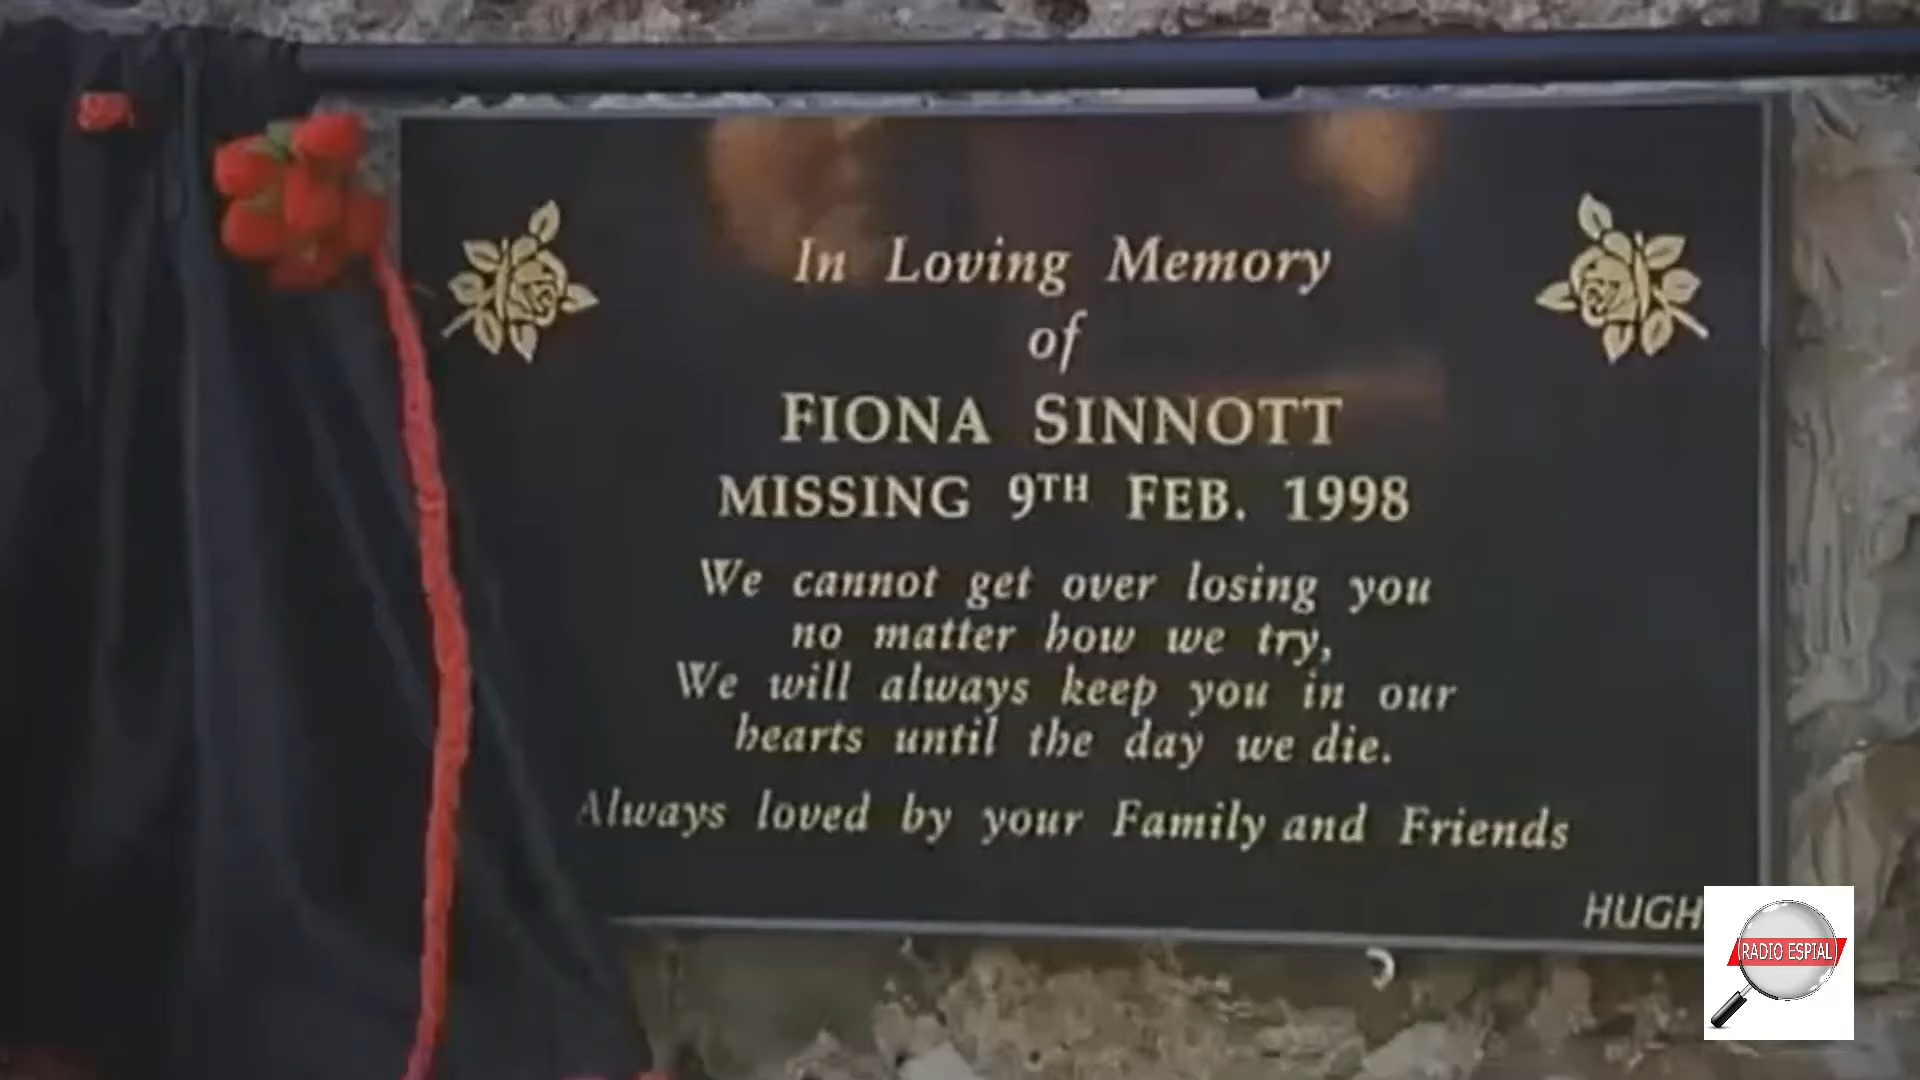 In Loving Memory
of
FIONA SINNOTT
MISSING 9TH FEB. 1998
We cannot get over losing you
no matter how we try,
We will always keep you in our
hearts until the day we die.
Always loved by your Family and Friends
HUGH
RADIO ESPIAL